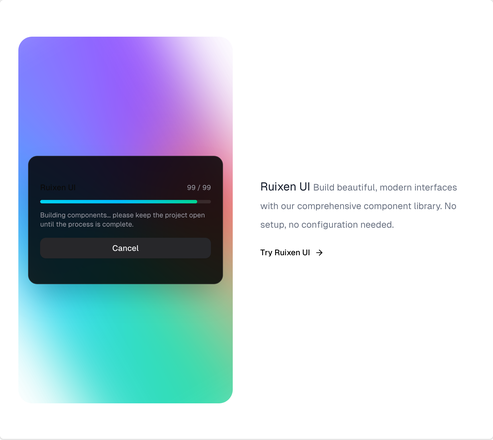 Ruixen UI
99 / 99
Building components... please keep the project open
until the process is complete.
Cancel
Ruixen UI Build beautiful, modern interfaces
with our comprehensive component library. No
setup, no configuration needed.
Try Ruixen UI →